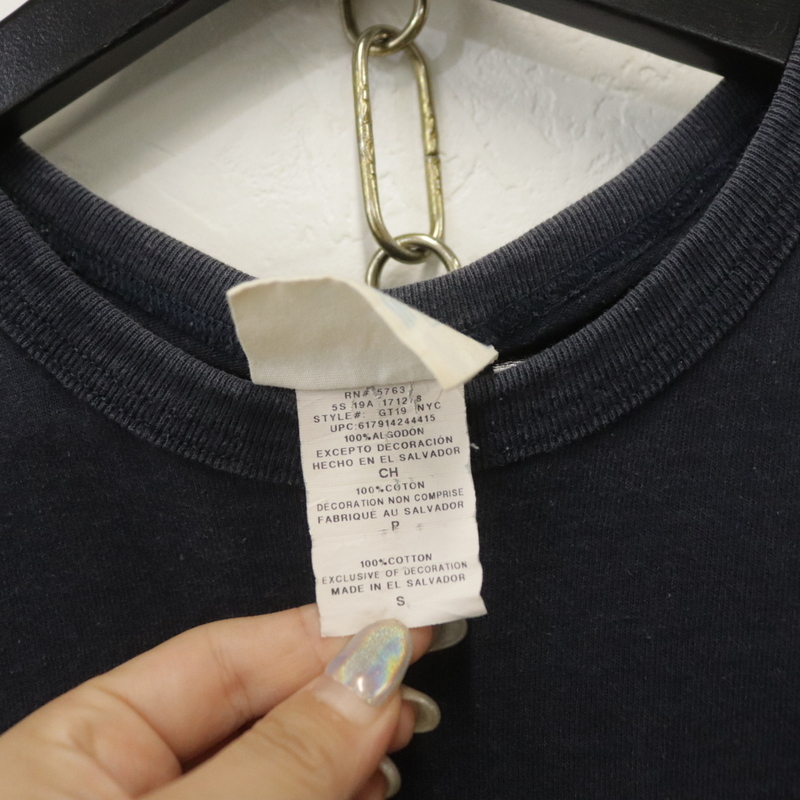 RN# 5763
5S 19A 1712 8
STYLE#: GT19 NYC
UPC:617914244415
100%ALGODÓN
EXCEPTO DECORACIÓN
HECHO EN EL SALVADOR
CH
100%COTON
DECORATION NON COMPRISE
FABRIQUÉ AU SALVADOR
P
100%COTTON
EXCLUSIVE OF DECORATION
MADE IN EL SALVADOR
S